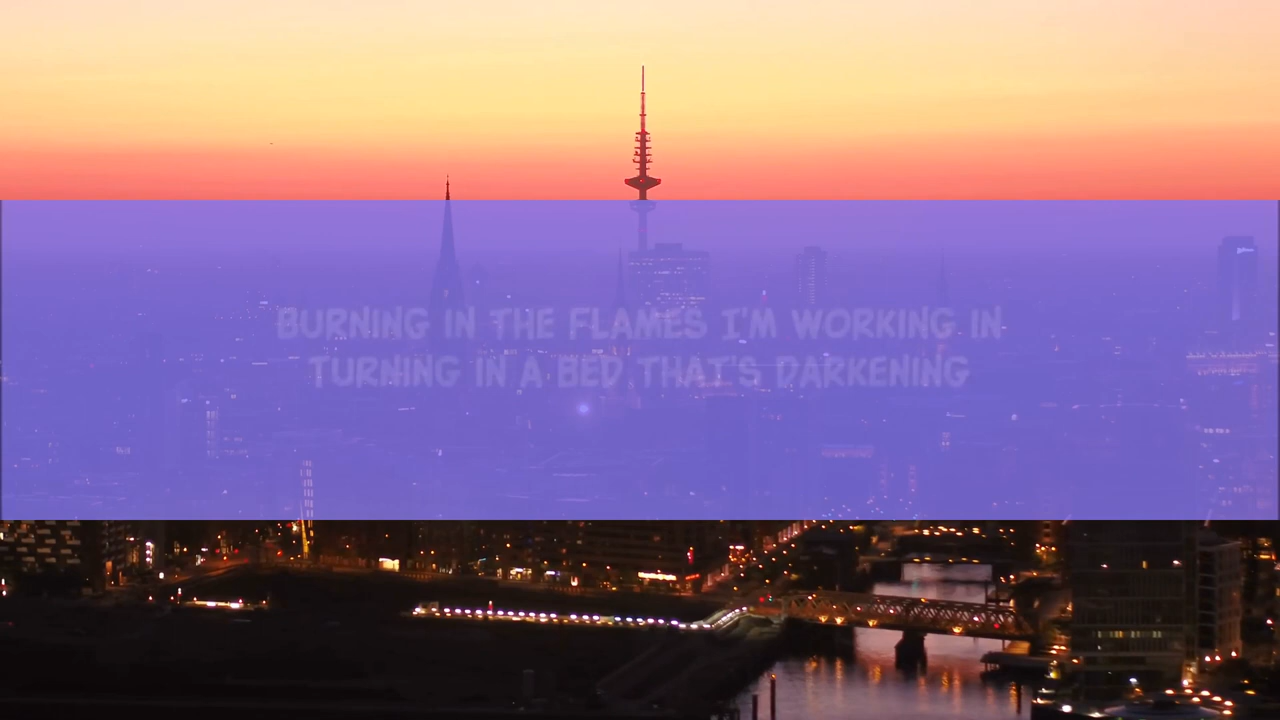 BURNING IN THE FLAMES I'M WORKING IN
TURNING IN A BED THAT'S DARKENING